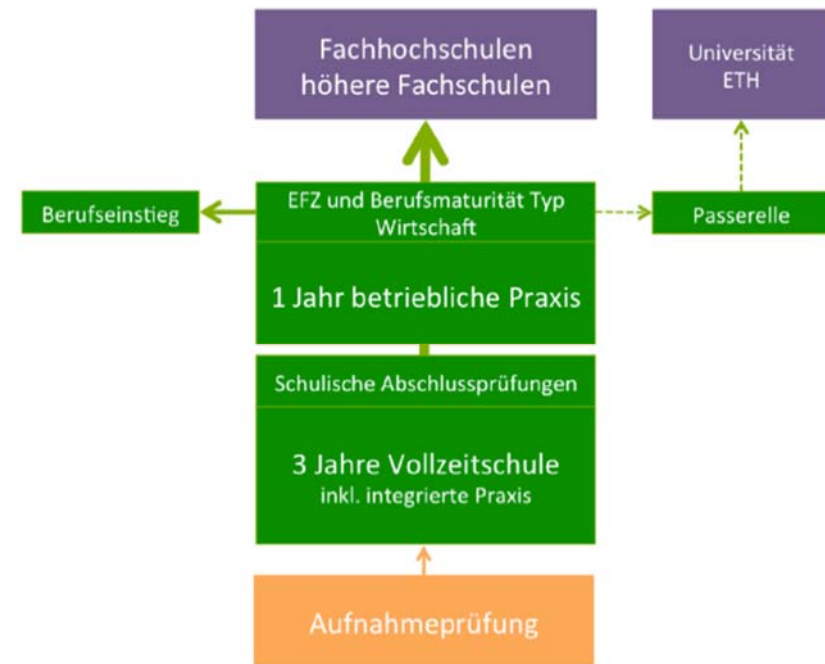 Fachhochschulen
höhere Fachschulen
Universität
ETH
Berufseinstieg
EFZ und Berufsmaturität Typ
Wirtschaft
Passerelle
1 Jahr betriebliche Praxis
Schulische Abschlussprüfungen
3 Jahre Vollzeitschule
inkl. integrierte Praxis
Aufnahmeprüfung